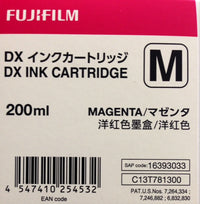 FUJIFILM
DX インクカートリッジ
DX INK CARTRIDGE
M
200ml
MAGENTA/マゼンタ
洋红色墨盒/洋紅色
SAP code: 16393033
C13T781300
4 547410 254532
EAN code
PAT.U.S.Nos. 7,264,334 ;
7,246,882 ; 6,832,830